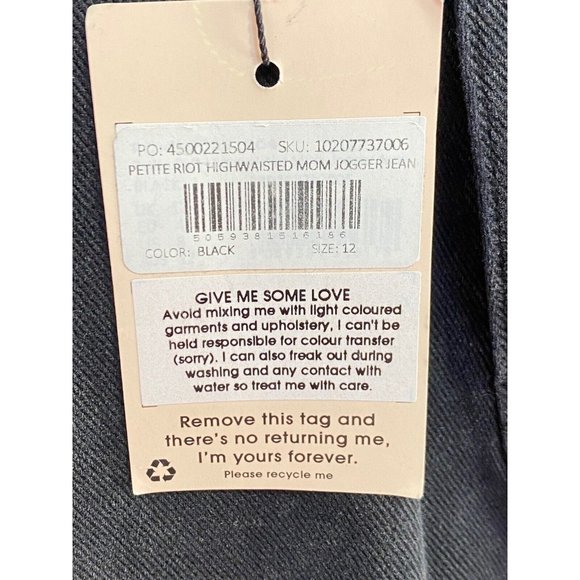 PO: 4500221504 SKU: 10207737006
PETITE RIOT HIGHWAISTED MOM JOGGER JEAN
5059381516186
COLOR: BLACK SIZE: 12
GIVE ME SOME LOVE
Avoid mixing me with light coloured
garments and upholstery, I can't be
held responsible for colour transfer
(sorry). I can also freak out during
washing and any contact with
water so treat me with care.
Remove this tag and
there's no returning me,
I'm yours forever.
Please recycle me